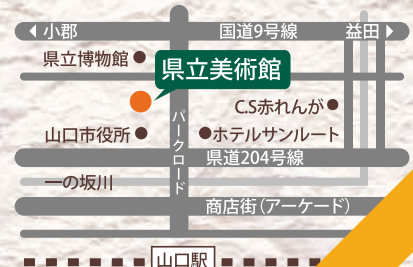 小郡
国道9号線
益田
県立博物館
県立美術館
C.S赤れんが
山口市役所
パークロード
ホテルサンルート
県道204号線
一の坂川
商店街(アーケード)
山口駅